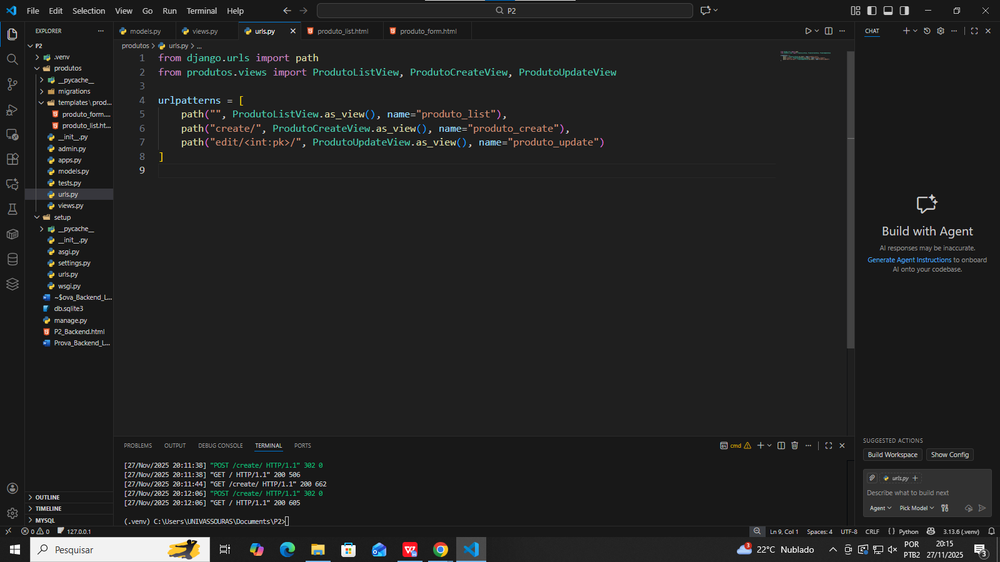 File Edit Selection View Go Run Terminal Help
P2
EXPLORER
P2
.venv
produtos
__pycache__
migrations
templates\prod...
produto_form....
produto_list.ht...
__init__.py
admin.py
apps.py
models.py
tests.py
urls.py
views.py
setup
__pycache__
__init__.py
asgi.py
settings.py
urls.py
wsgi.py
~$ova_Backend_L...
db.sqlite3
manage.py
P2_Backend.html
Prova_Backend_L...
OUTLINE
TIMELINE
MYSQL
models.py views.py urls.py produto_list.html produto_form.html
produtos > urls.py > ...
1 from django.urls import path
2 from produtos.views import ProdutoListView, ProdutoCreateView, ProdutoUpdateView
3
4 urlpatterns = [
5 path("", ProdutoListView.as_view(), name="produto_list"),
6 path("create/", ProdutoCreateView.as_view(), name="produto_create"),
7 path("edit/<int:pk>/", ProdutoUpdateView.as_view(), name="produto_update")
8 ]
9
PROBLEMS OUTPUT DEBUG CONSOLE TERMINAL PORTS
cmd
[27/Nov/2025 20:11:38] "POST /create/ HTTP/1.1" 302 0
[27/Nov/2025 20:11:38] "GET / HTTP/1.1" 200 506
[27/Nov/2025 20:11:44] "GET /create/ HTTP/1.1" 200 662
[27/Nov/2025 20:12:06] "POST /create/ HTTP/1.1" 302 0
[27/Nov/2025 20:12:06] "GET / HTTP/1.1" 200 605
(.venv) C:\Users\UNIVASSOURAS\Documents\P2>
CHAT
Build with Agent
AI responses may be inaccurate.
Generate Agent Instructions to onboard
AI onto your codebase.
SUGGESTED ACTIONS
Build Workspace Show Config
urls.py
Describe what to build next
Agent Pick Model
0 0 127.0.0.1
Ln 9, Col 1 Spaces: 4 UTF-8 CRLF Python 3.13.6 (.venv)
Pesquisar
3
22°C Nublado
POR
PTB2
20:15
27/11/2025
3